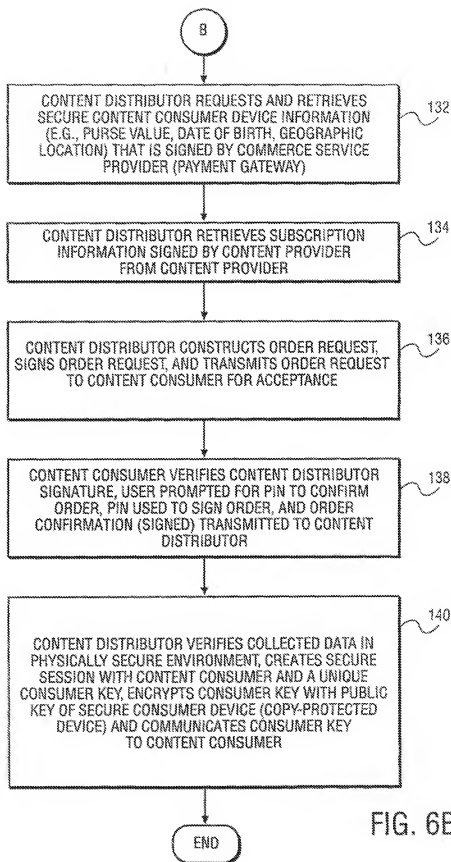 B
CONTENT DISTRIBUTOR REQUESTS AND RETRIEVES
SECURE CONTENT CONSUMER DEVICE INFORMATION
(E.G., PURSE VALUE, DATE OF BIRTH, GEOGRAPHIC
LOCATION) THAT IS SIGNED BY COMMERCE SERVICE
PROVIDER (PAYMENT GATEWAY)
132
CONTENT DISTRIBUTOR RETRIEVES SUBSCRIPTION
INFORMATION SIGNED BY CONTENT PROVIDER
FROM CONTENT PROVIDER
134
CONTENT DISTRIBUTOR CONSTRUCTS ORDER REQUEST,
SIGNS ORDER REQUEST, AND TRANSMITS ORDER REQUEST
TO CONTENT CONSUMER FOR ACCEPTANCE
136
CONTENT CONSUMER VERIFIES CONTENT DISTRIBUTOR
SIGNATURE, USER PROMPTED FOR PIN TO CONFIRM
ORDER, PIN USED TO SIGN ORDER, AND ORDER
CONFIRMATION (SIGNED) TRANSMITTED TO CONTENT
DISTRIBUTOR
138
CONTENT DISTRIBUTOR VERIFIES COLLECTED DATA IN
PHYSICALLY SECURE ENVIRONMENT, CREATES SECURE
SESSION WITH CONTENT CONSUMER AND A UNIQUE
CONSUMER KEY, ENCRYPTS CONSUMER KEY WITH PUBLIC
KEY OF SECURE CONSUMER DEVICE (COPY-PROTECTED
DEVICE) AND COMMUNICATES CONSUMER KEY
TO CONTENT CONSUMER
140
END
FIG. 6B